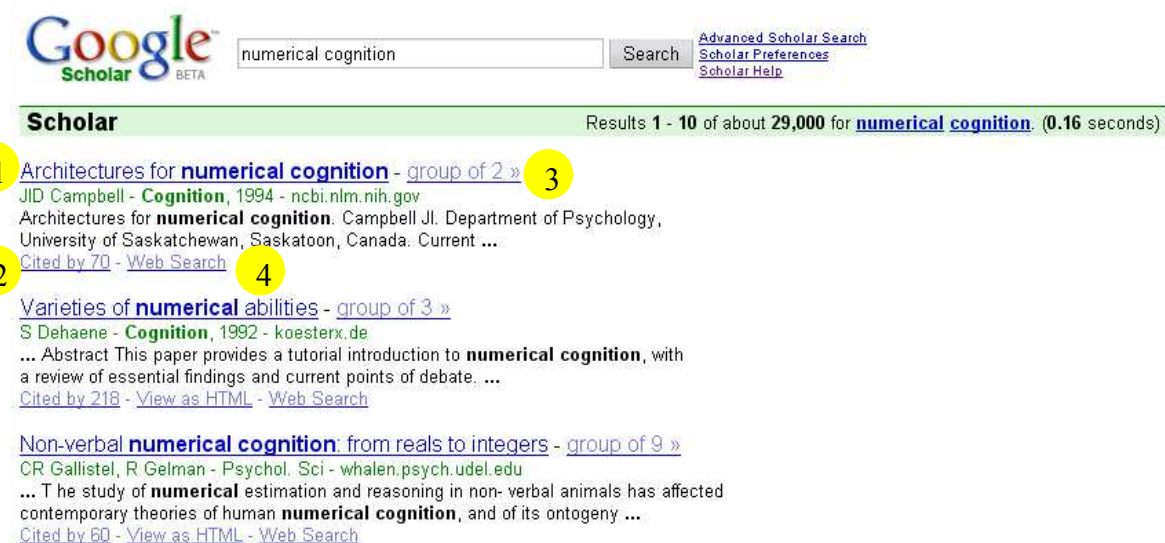 Google™
Scholar BETA
numerical cognition
Search
Advanced Scholar Search
Scholar Preferences
Scholar Help
Scholar
Results 1 - 10 of about 29,000 for numerical cognition. (0.16 seconds)
1 Architectures for numerical cognition - group of 2 » 3
JID Campbell - Cognition, 1994 - ncbi.nlm.nih.gov
Architectures for numerical cognition. Campbell JI. Department of Psychology,
University of Saskatchewan, Saskatoon, Canada. Current ...
2 Cited by 70 - Web Search 4
Varieties of numerical abilities - group of 3 »
S Dehaene - Cognition, 1992 - koesterx.de
... Abstract This paper provides a tutorial introduction to numerical cognition, with
a review of essential findings and current points of debate. ...
Cited by 218 - View as HTML - Web Search
Non-verbal numerical cognition: from reals to integers - group of 9 »
CR Gallistel, R Gelman - Psychol. Sci - whalen.psych.udel.edu
... T he study of numerical estimation and reasoning in non- verbal animals has affected
contemporary theories of human numerical cognition, and of its ontogeny ...
Cited by 60 - View as HTML - Web Search